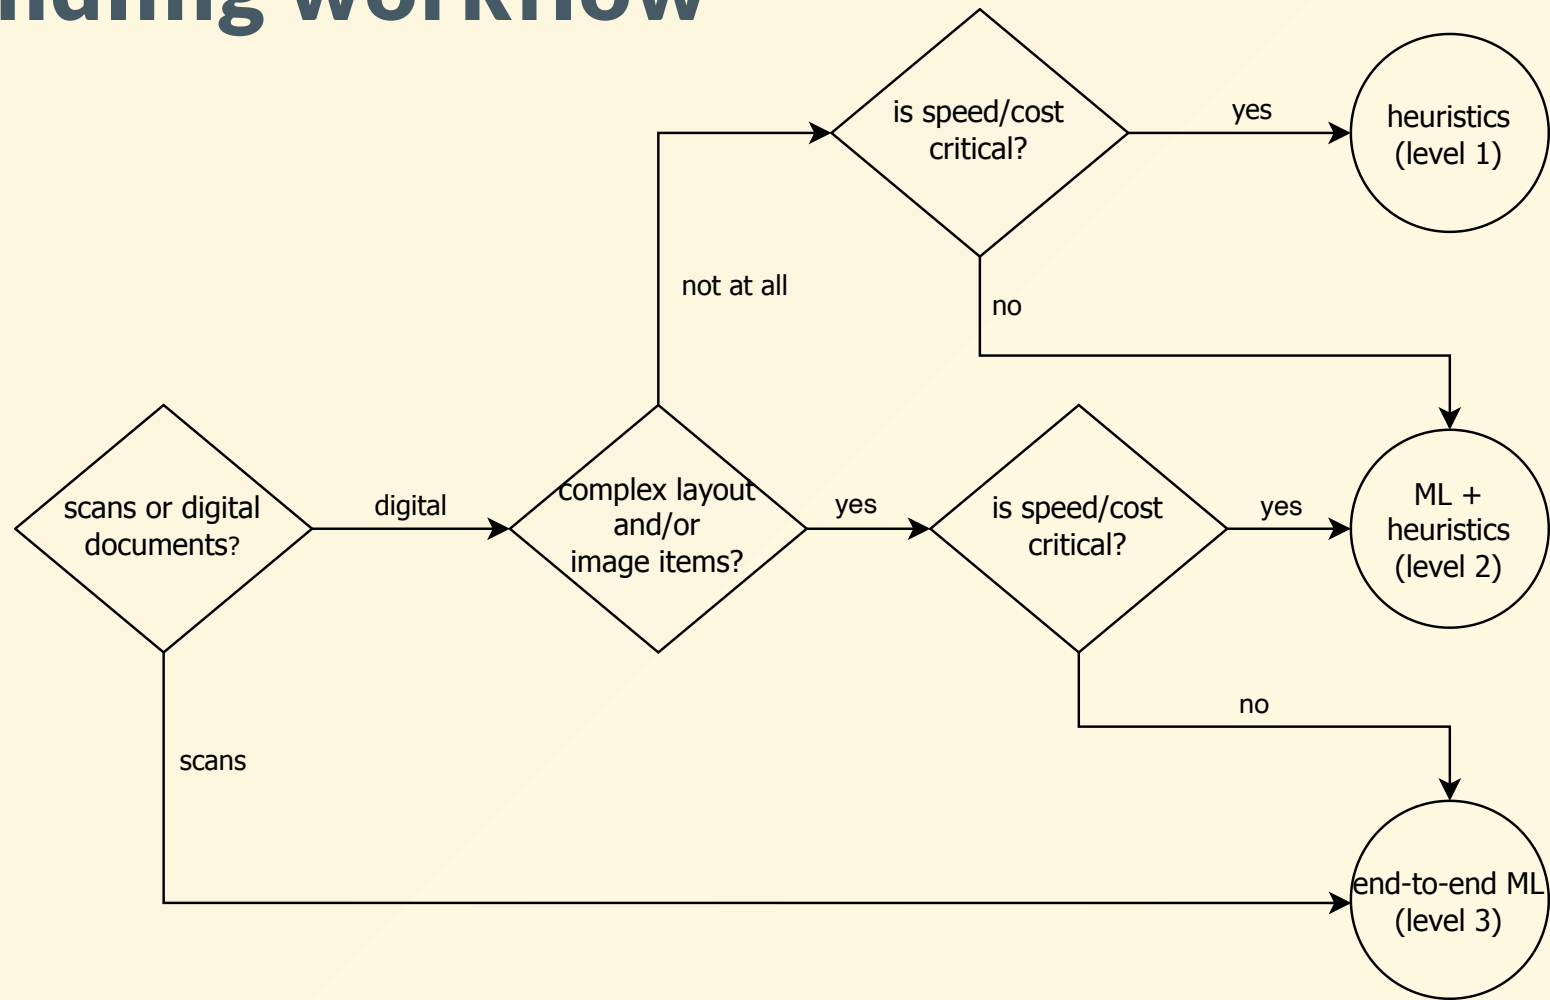 workflow
is speed/cost
critical?
yes
heuristics
(level 1)
not at all
no
scans or digital
documents?
digital
complex layout
and/or
image items?
yes
is speed/cost
critical?
yes
ML +
heuristics
(level 2)
no
scans
end-to-end ML
(level 3)